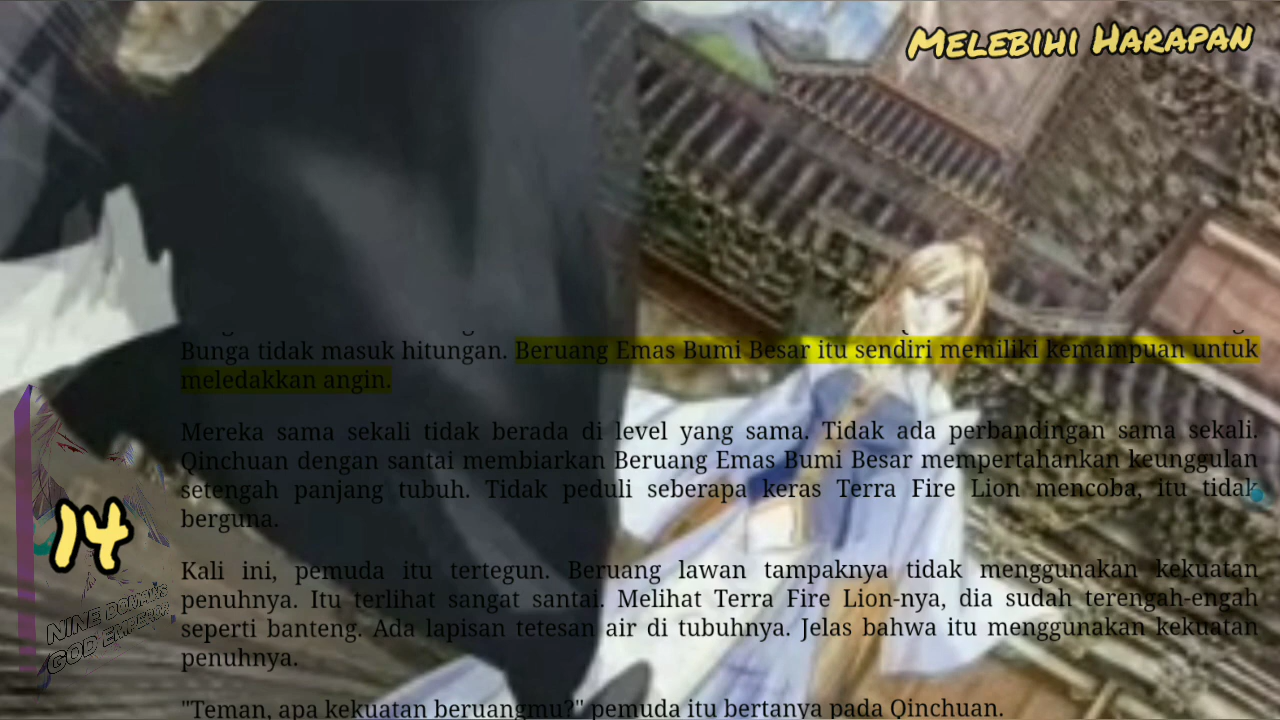 Melebihi Harapan
Bunga tidak masuk hitungan. Beruang Emas Bumi Besar itu sendiri memiliki kemampuan untuk
meledakkan angin.
Mereka sama sekali tidak berada di level yang sama. Tidak ada perbandingan sama sekali.
Qinchuan dengan santai membiarkan Beruang Emas Bumi Besar mempertahankan keunggulan
setengah panjang tubuh. Tidak peduli seberapa keras Terra Fire Lion mencoba, itu tidak
berguna.
Kali ini, pemuda itu tertegun. Beruang lawan tampaknya tidak menggunakan kekuatan
penuhnya. Itu terlihat sangat santai. Melihat Terra Fire Lion-nya, dia sudah terengah-engah
seperti banteng. Ada lapisan tetesan air di tubuhnya. Jelas bahwa itu menggunakan kekuatan
penuhnya.
"Teman, apa kekuatan beruangmu?" pemuda itu bertanya pada Qinchuan.
14
NINE DOMAINS
GOD EMPEROR